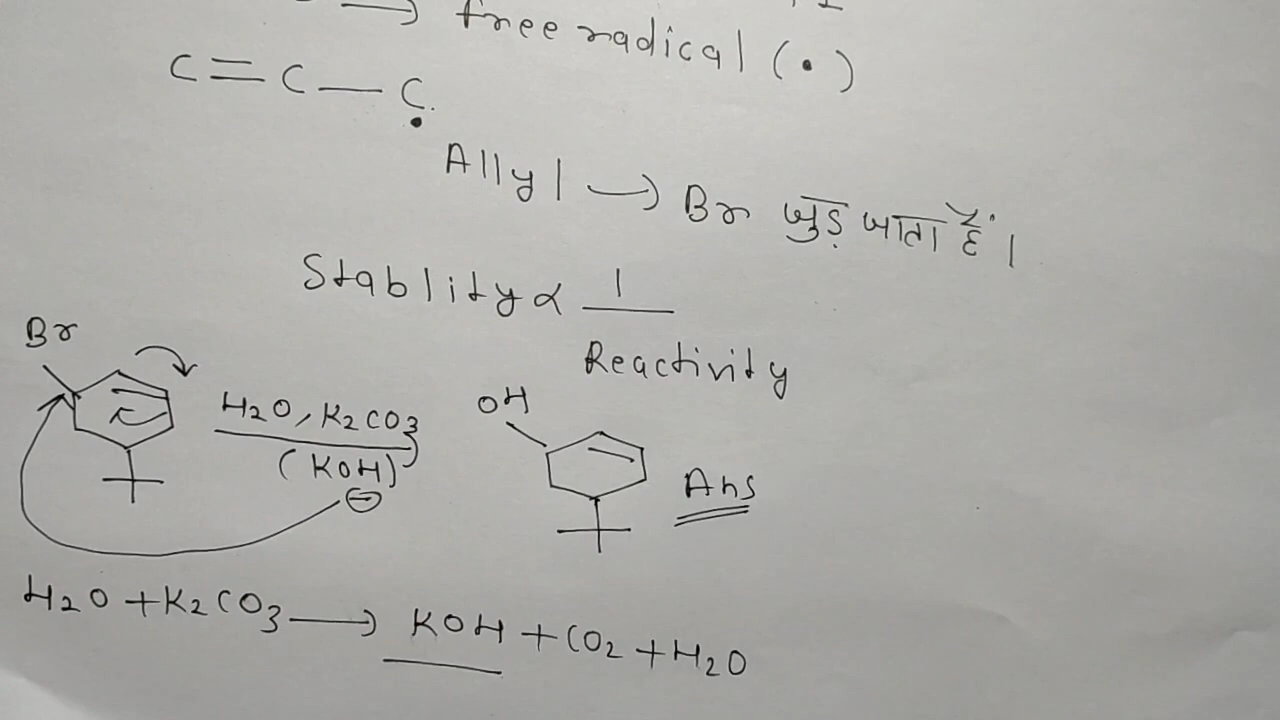 → free radical (•)
C=C—C.
Allyl → Br जुड़ जाता है।
Stablity ∝ 1
Reactivity
Br
H2O, K2CO3
(KOH)
⊖
OH
Ans
H2O + K2CO3 → KOH + CO2 + H2O